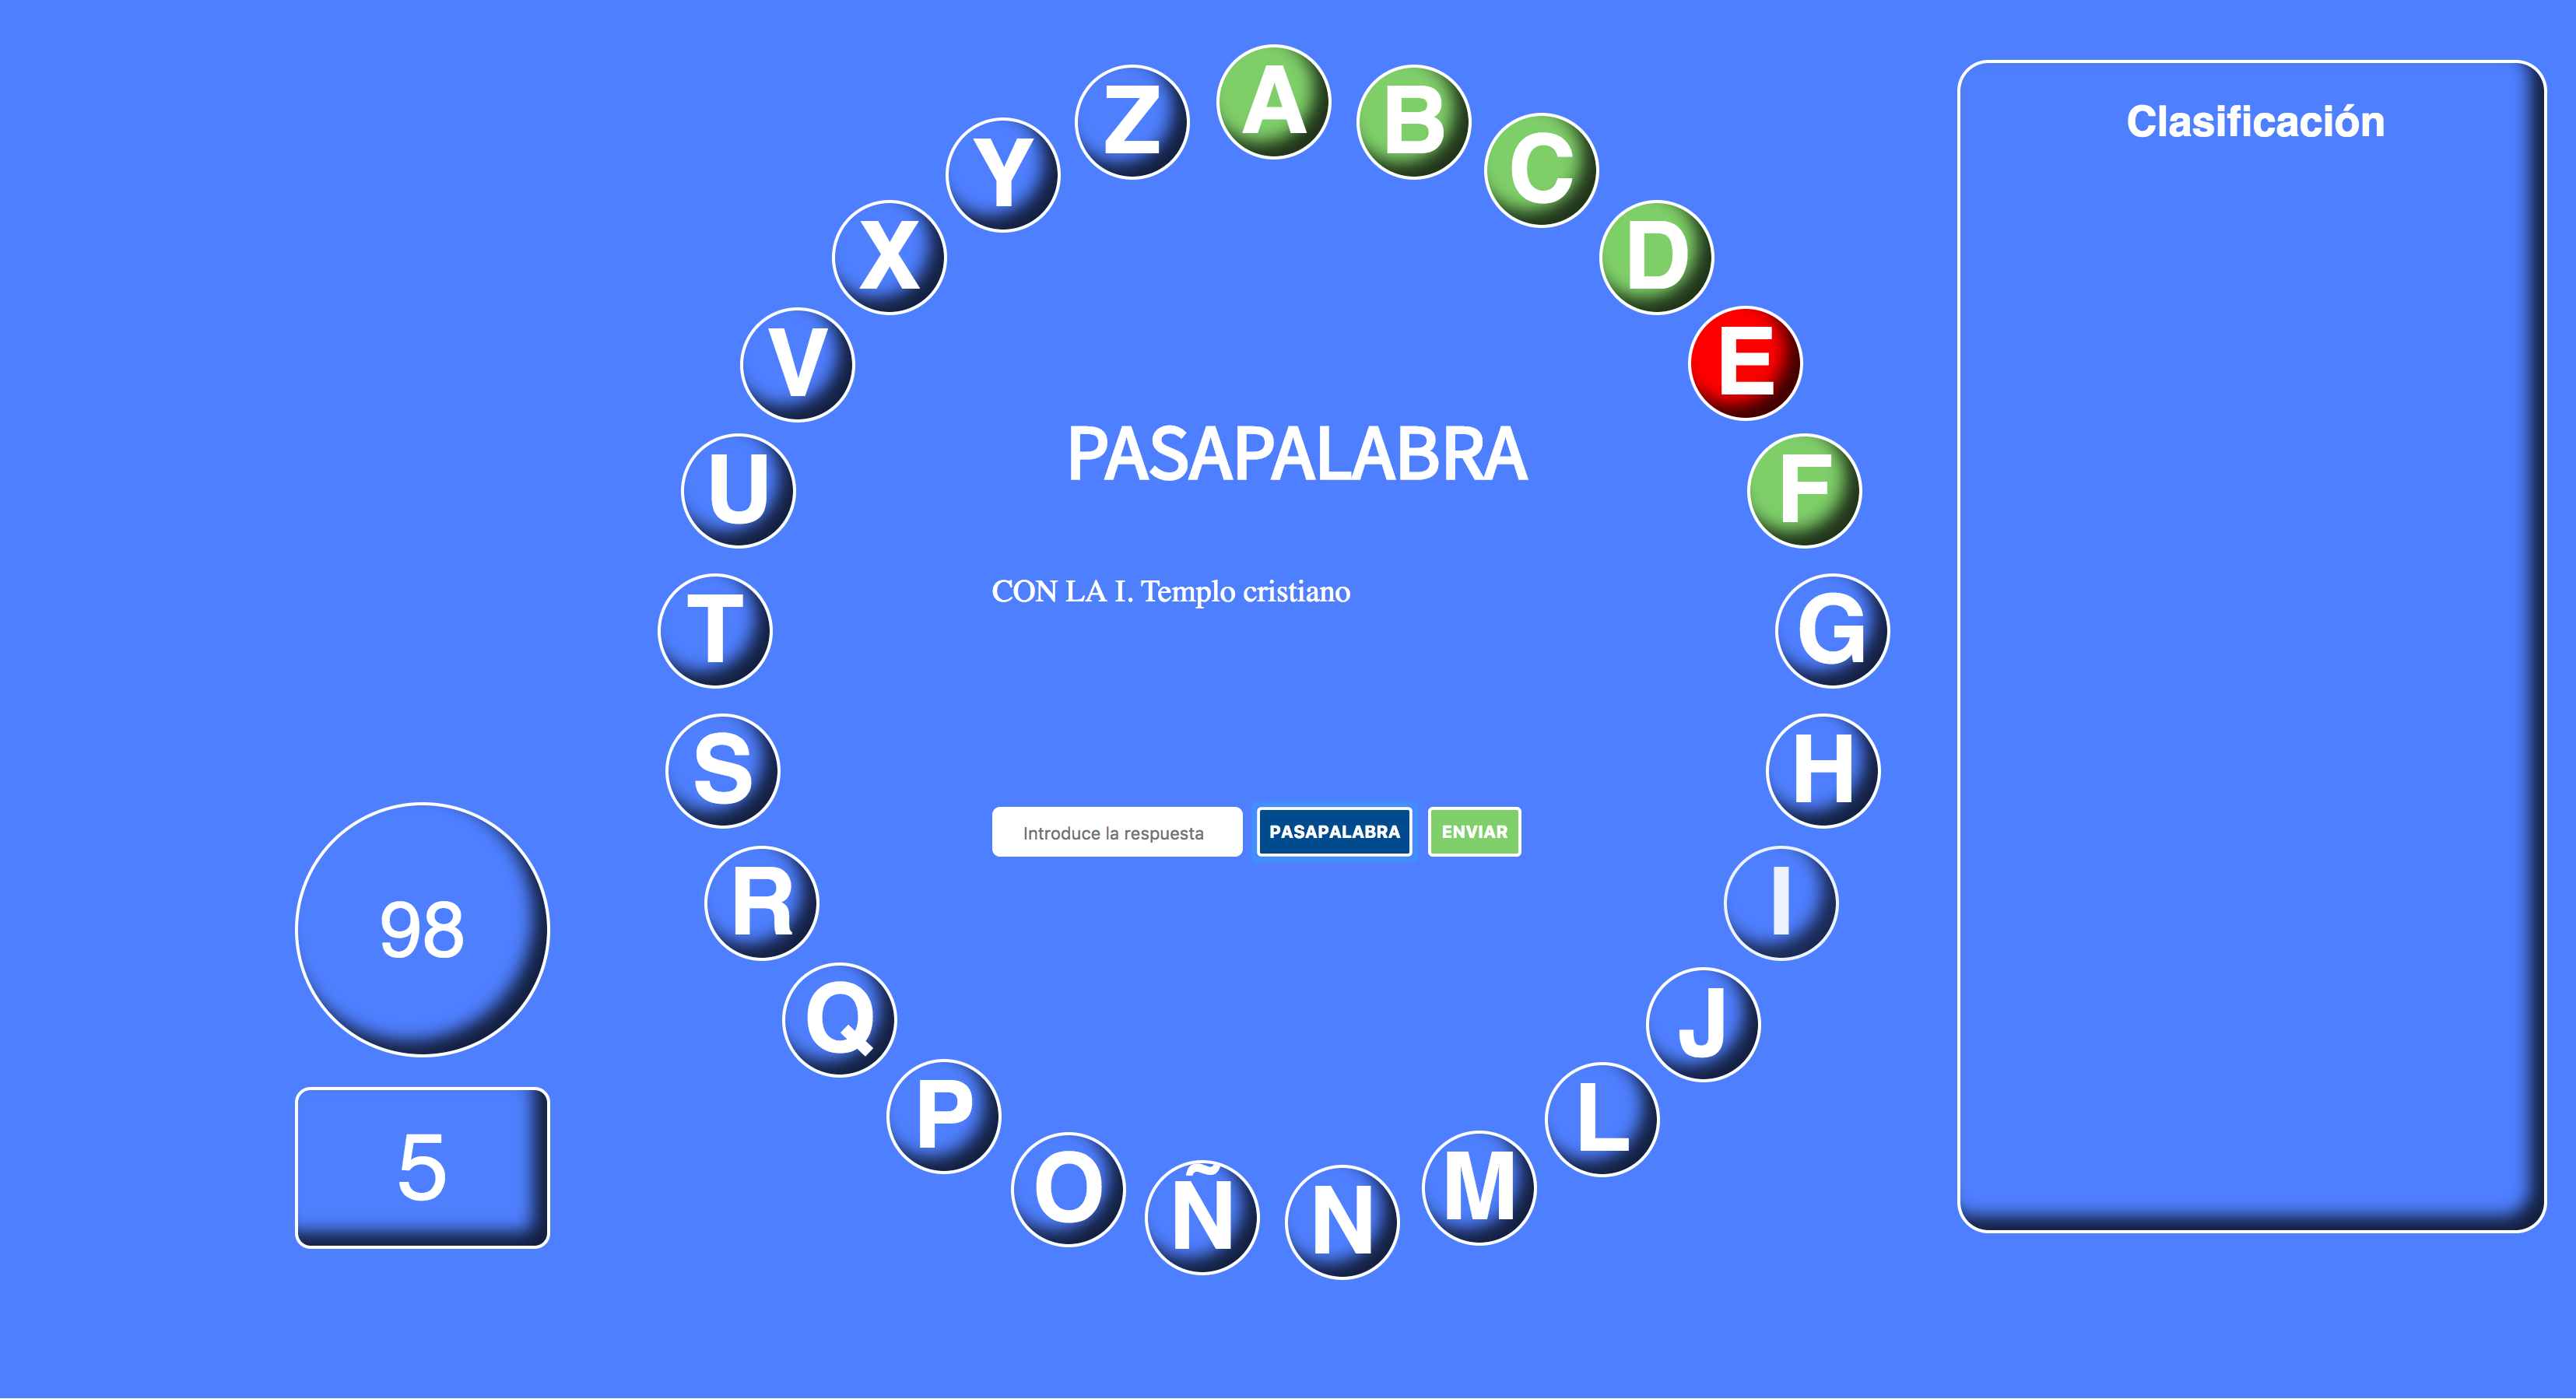 A
B
C
D
E
F
G
H
I
J
L
M
N
Ñ
O
P
Q
R
S
T
U
V
X
Y
Z
PASAPALABRA
CON LA I. Templo cristiano
Introduce la respuesta
PASAPALABRA
ENVIAR
98
5
Clasificación